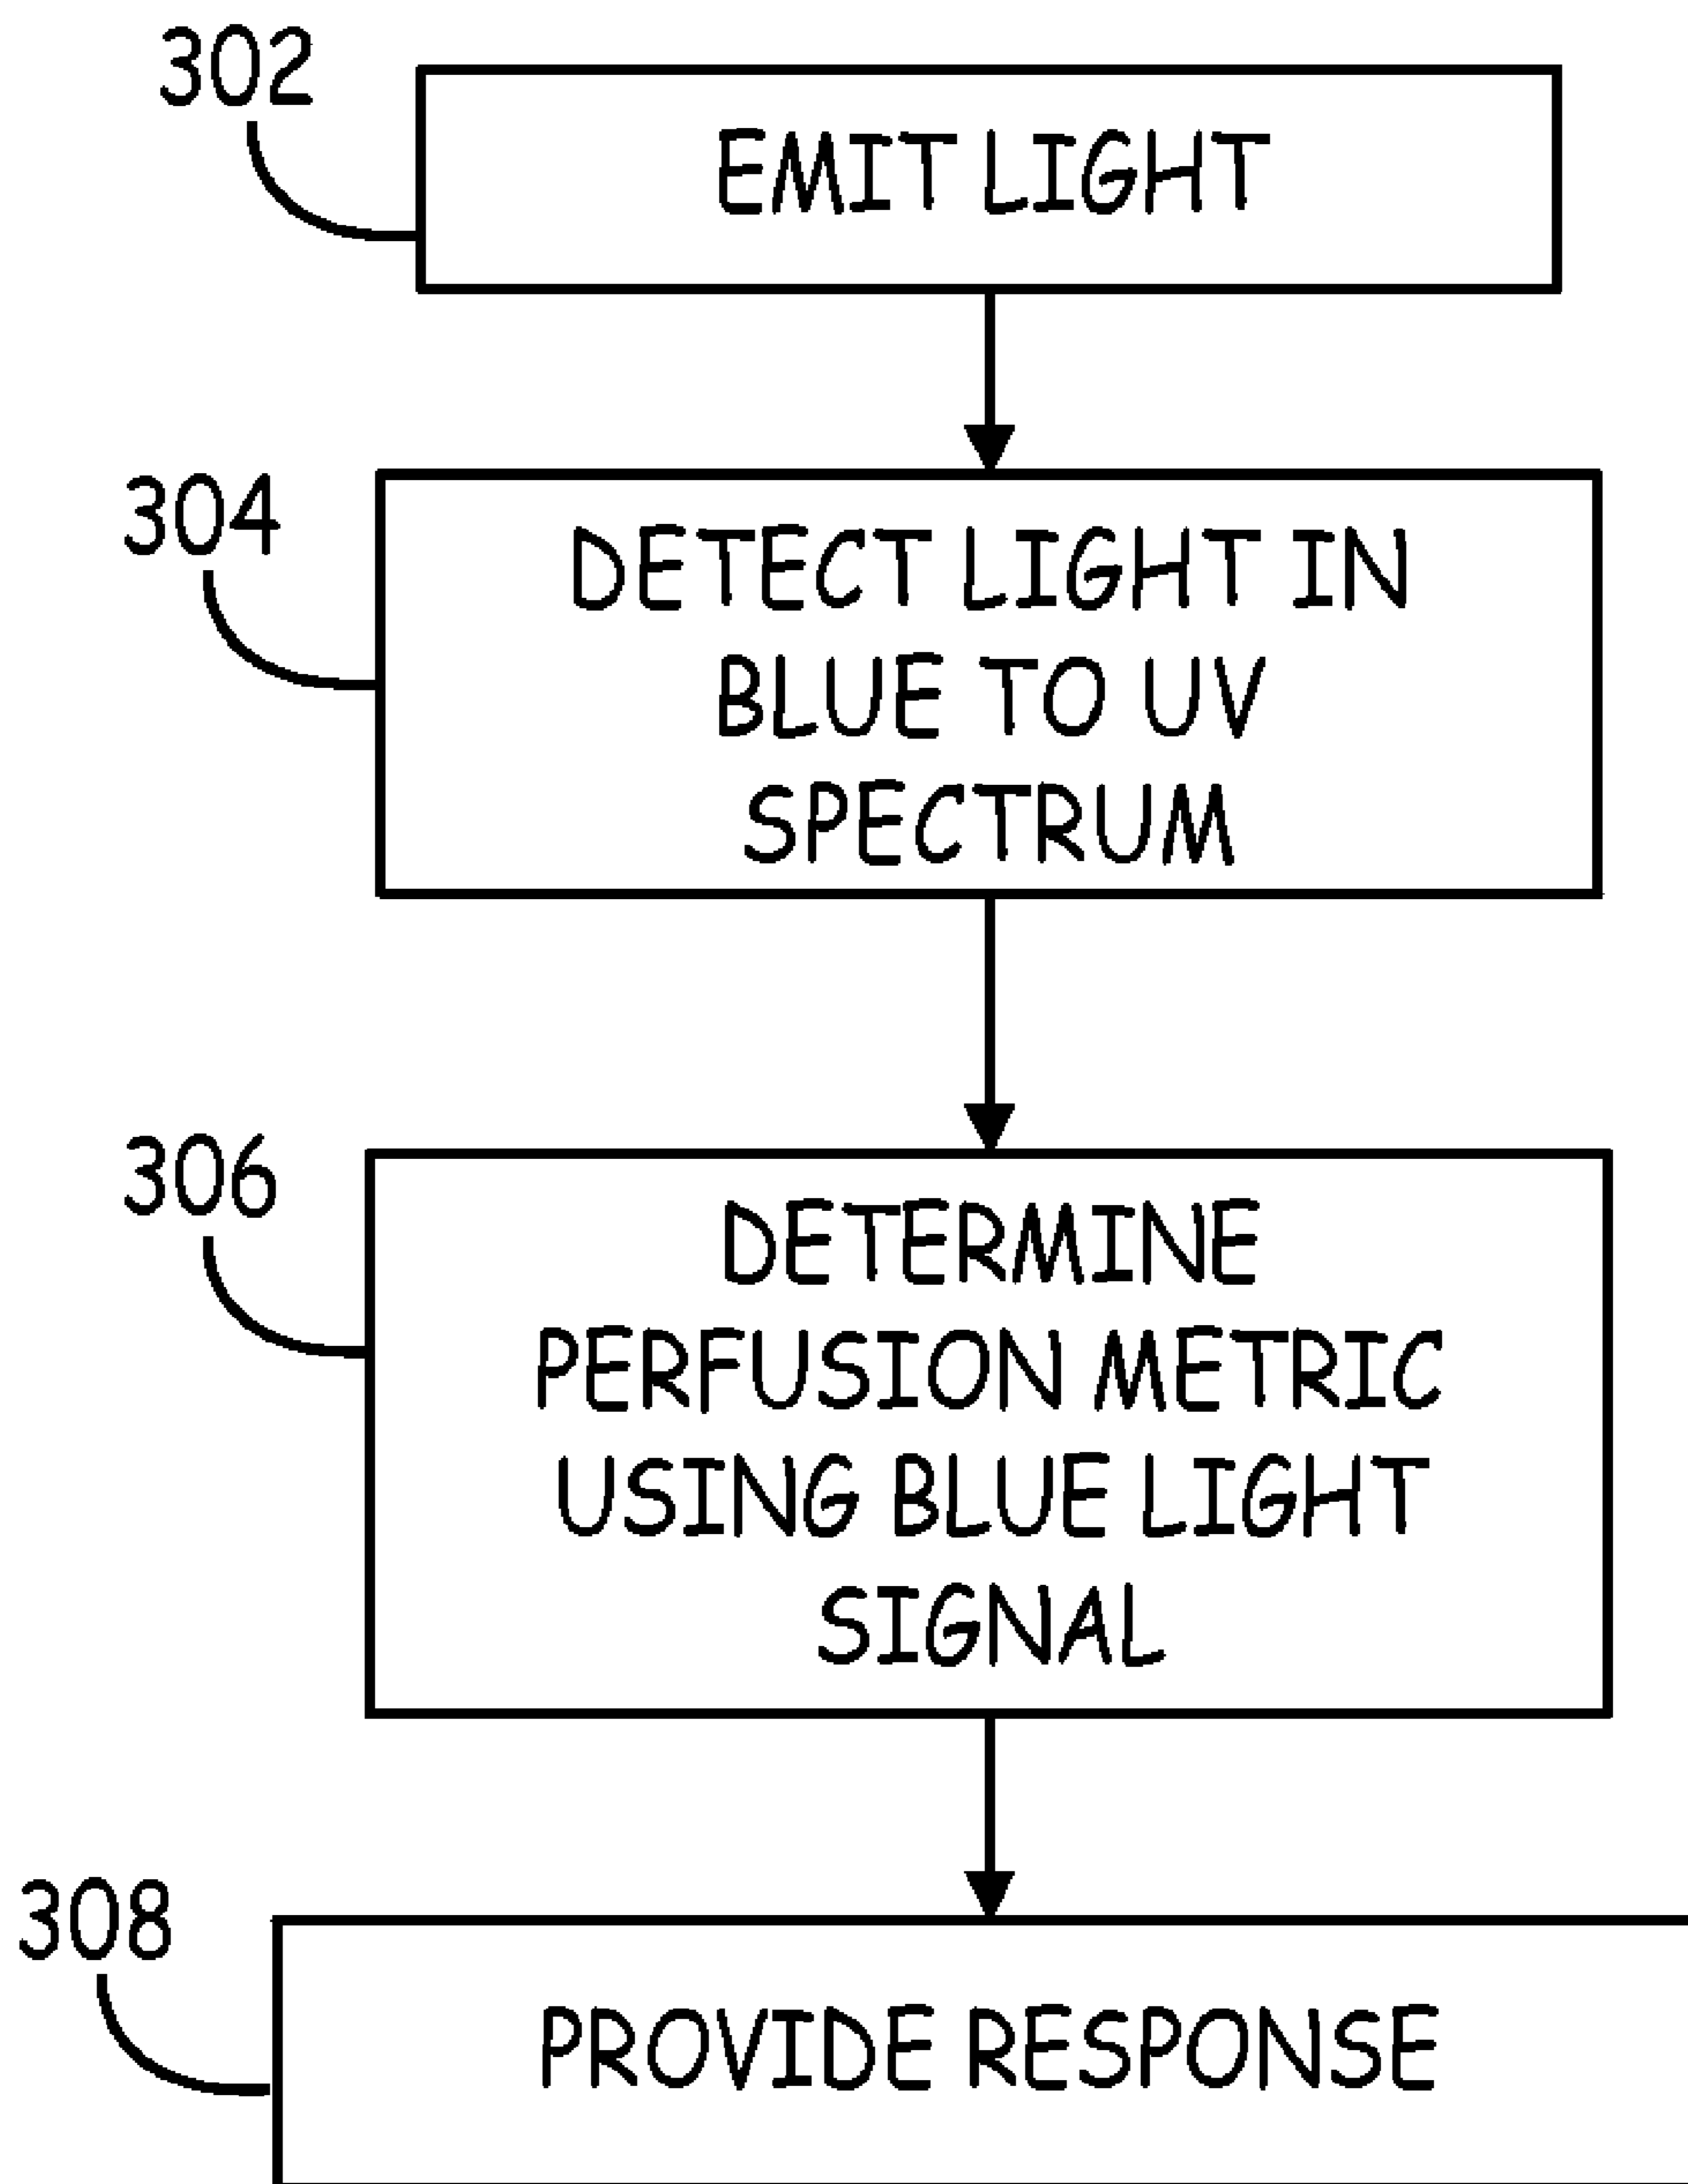 302
EMIT LIGHT
304
DETECT LIGHT IN
BLUE TO UV
SPECTRUM
306
DETERMINE
PERFUSION METRIC
USING BLUE LIGHT
SIGNAL
308
PROVIDE RESPONSE